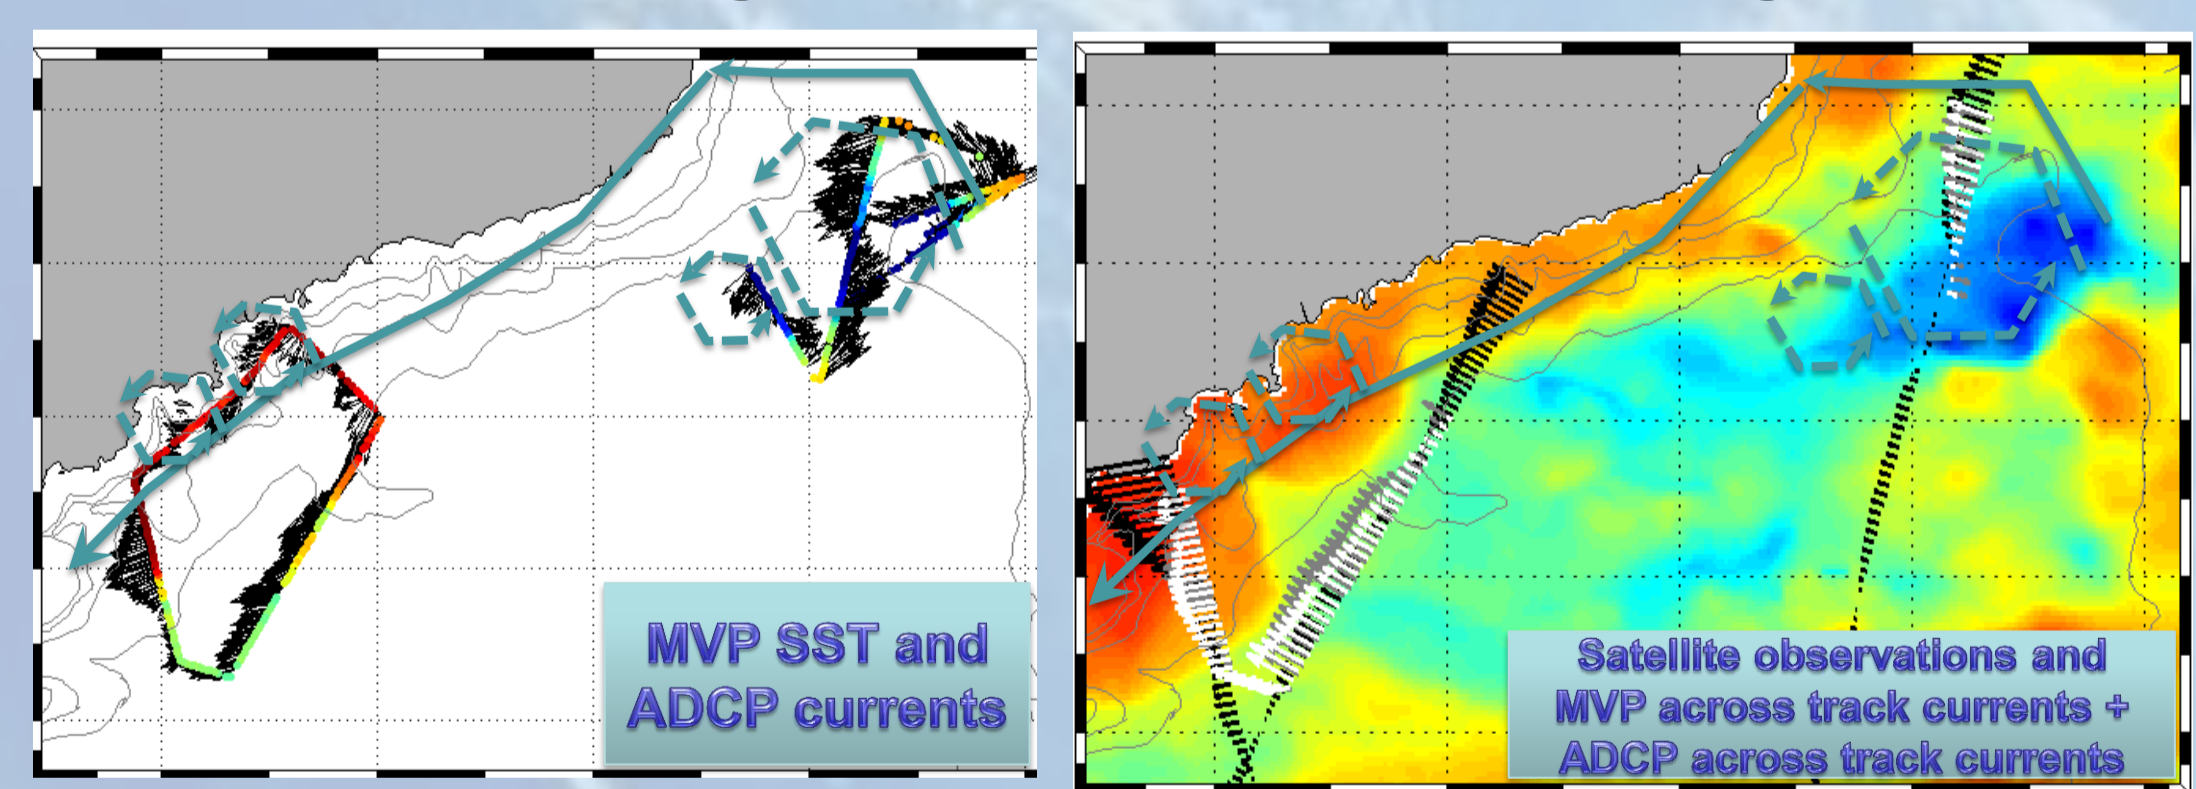 MVP SST and
ADCP currents
Satellite observations and
MVP across track currents +
ADCP across track currents